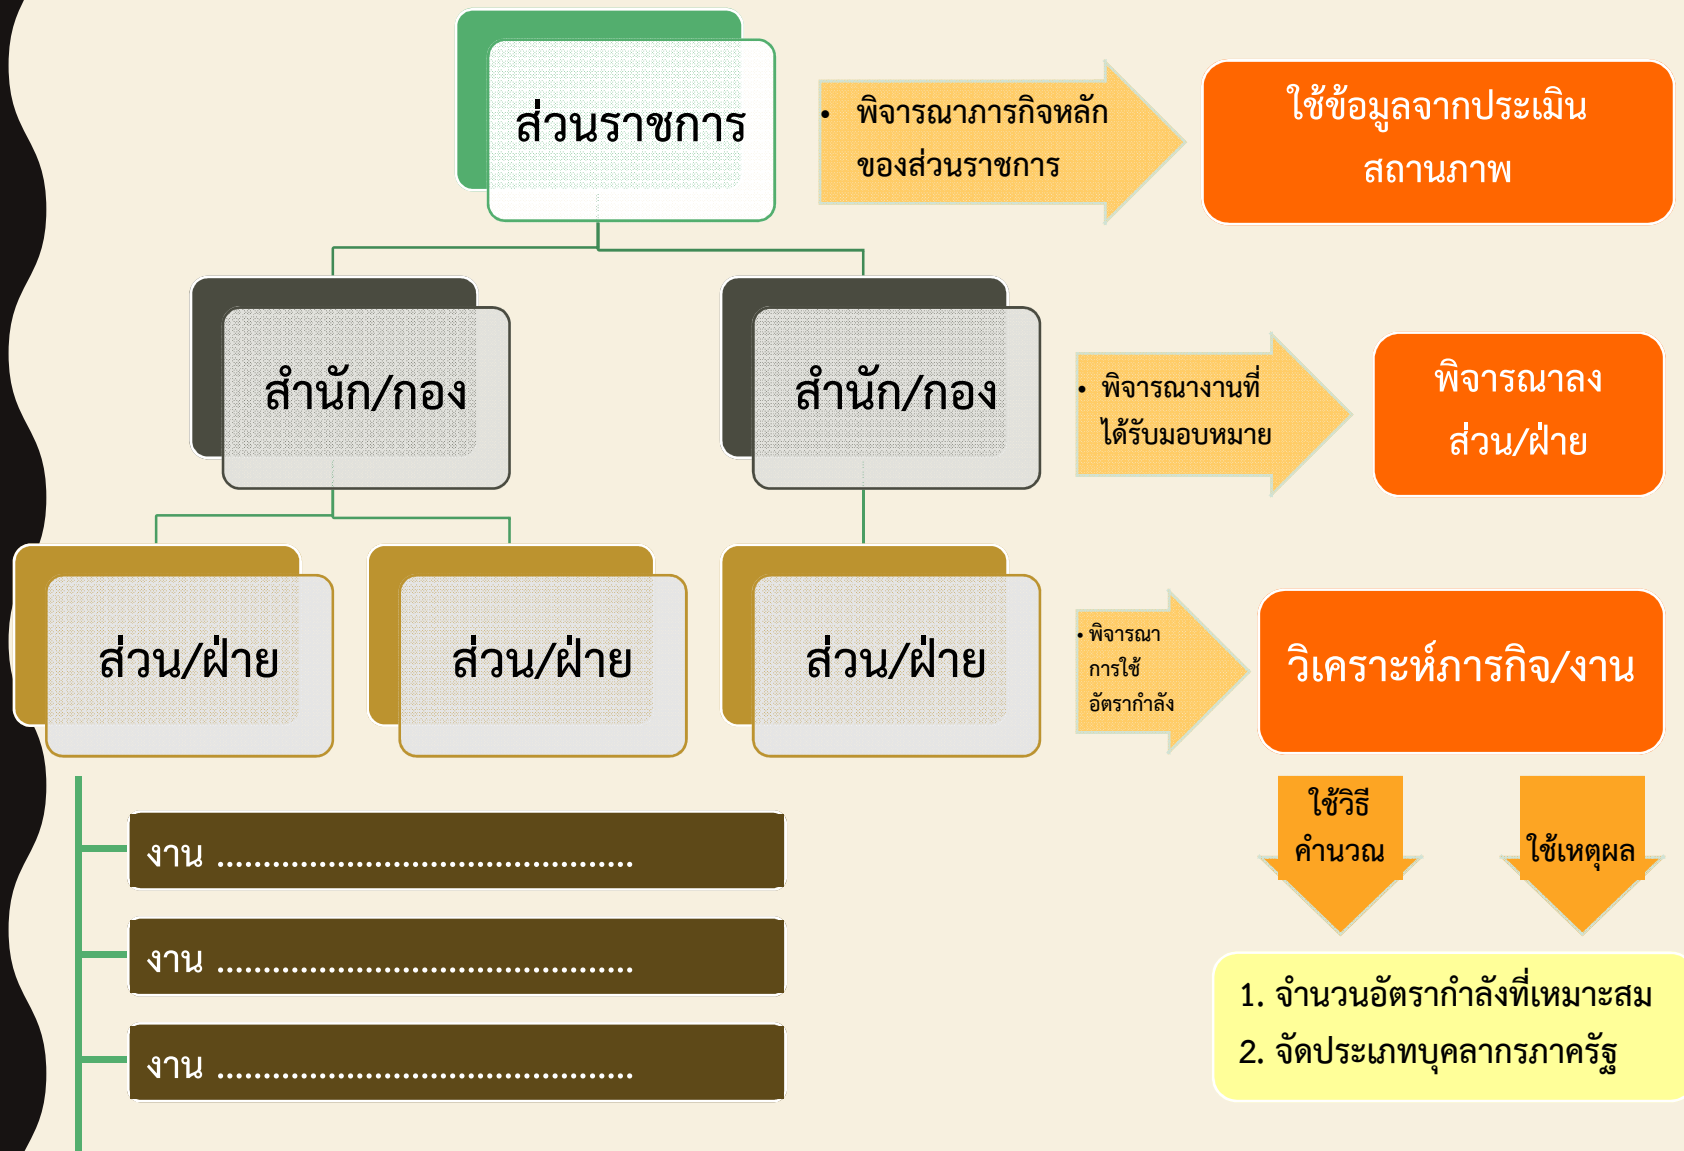 ส่วนราชการ
• พิจารณาภารกิจหลัก
ของส่วนราชการ
ใช้ข้อมูลจากประเมิน
สถานภาพ
สำนัก/กอง
สำนัก/กอง
• พิจารณางานที่
ได้รับมอบหมาย
พิจารณาลง
ส่วน/ฝ่าย
ส่วน/ฝ่าย
ส่วน/ฝ่าย
ส่วน/ฝ่าย
• พิจารณา
การใช้
อัตรากำลัง
วิเคราะห์ภารกิจ/งาน
ใช้วิธี
คำนวณ
ใช้เหตุผล
งาน .............................................
งาน .............................................
งาน .............................................
1. จำนวนอัตรากำลังที่เหมาะสม
2. จัดประเภทบุคลากรภาครัฐ